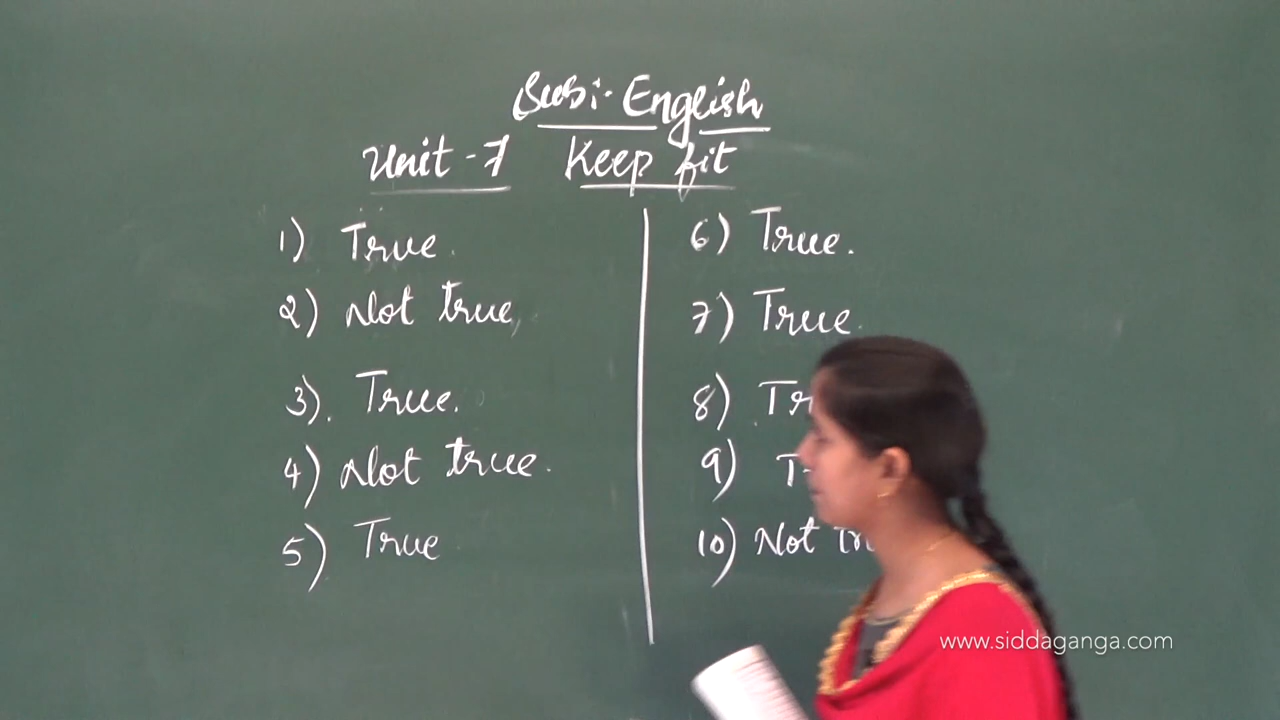 Sub:- English
Unit - 7 Keep fit
1) True.
2) Not true,
3). True.
4) Not true.
5) True
6) True.
7) True.
8)
9)
10) Not
www.siddaganga.com